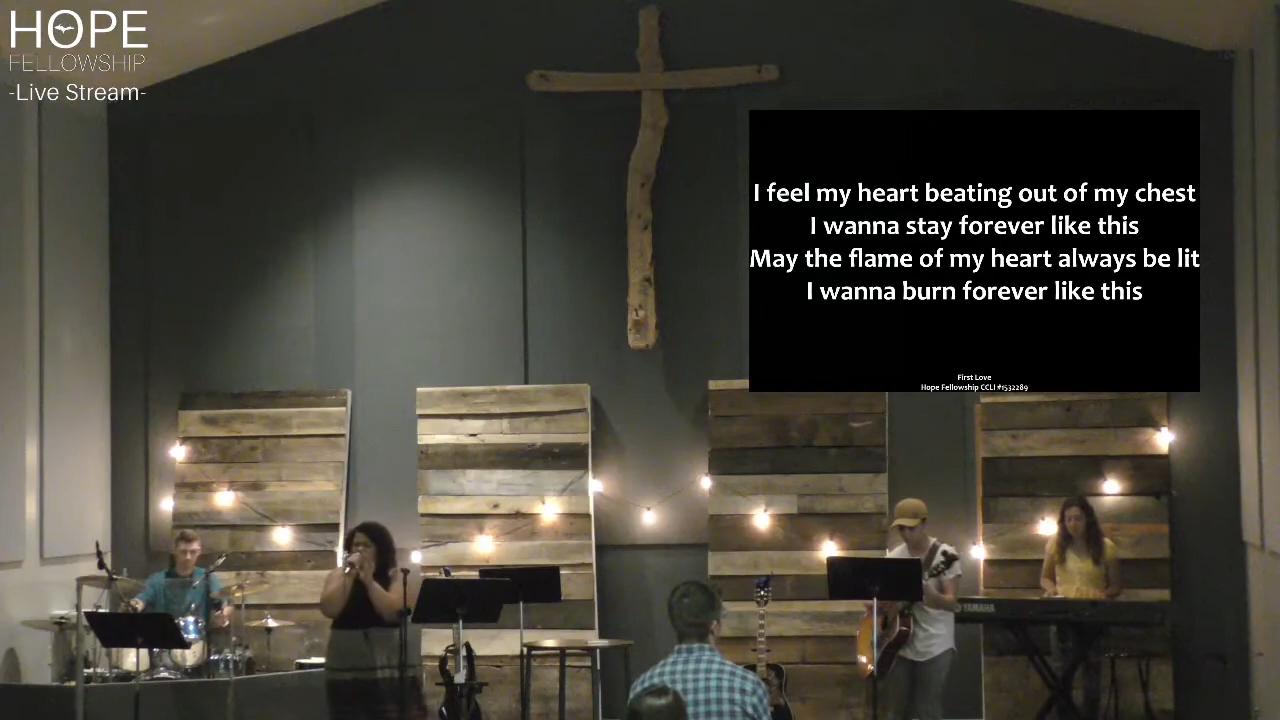 HOPE
FELLOWSHIP
-Live Stream-
I feel my heart beating out of my chest
I wanna stay forever like this
May the flame of my heart always be lit
I wanna burn forever like this
First Love
Hope Fellowship CCLI #1532289
YAMAHA